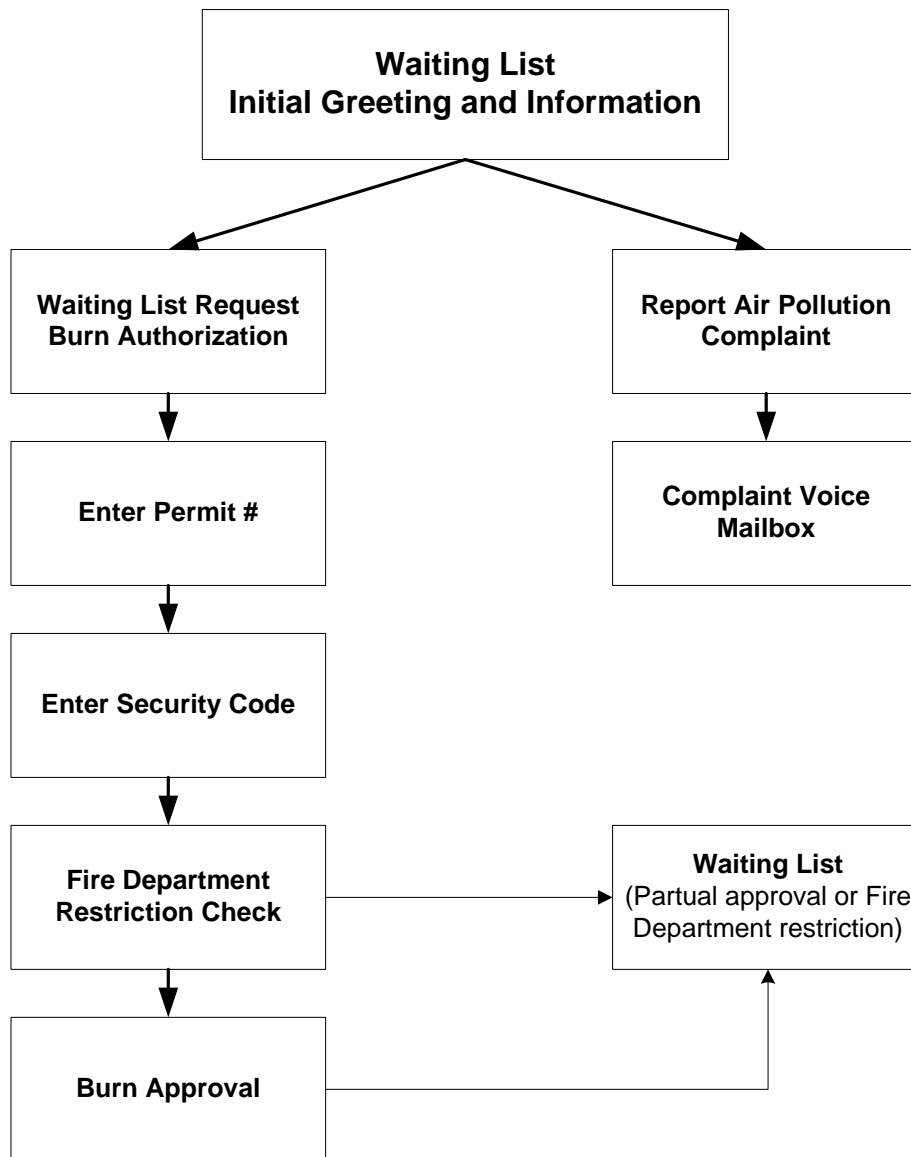 Waiting List
Initial Greeting and Information
Waiting List Request
Burn Authorization
Report Air Pollution
Complaint
Enter Permit #
Complaint Voice
Mailbox
Enter Security Code
Fire Department
Restriction Check
Waiting List
(Partual approval or Fire
Department restriction)
Burn Approval